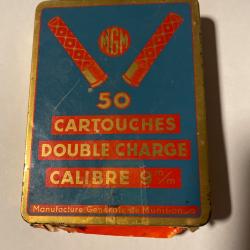 MGM
50
CARTOUCHES
DOUBLE CHARGE
CALIBRE 9 m/m
Manufacture Générale de Munitions